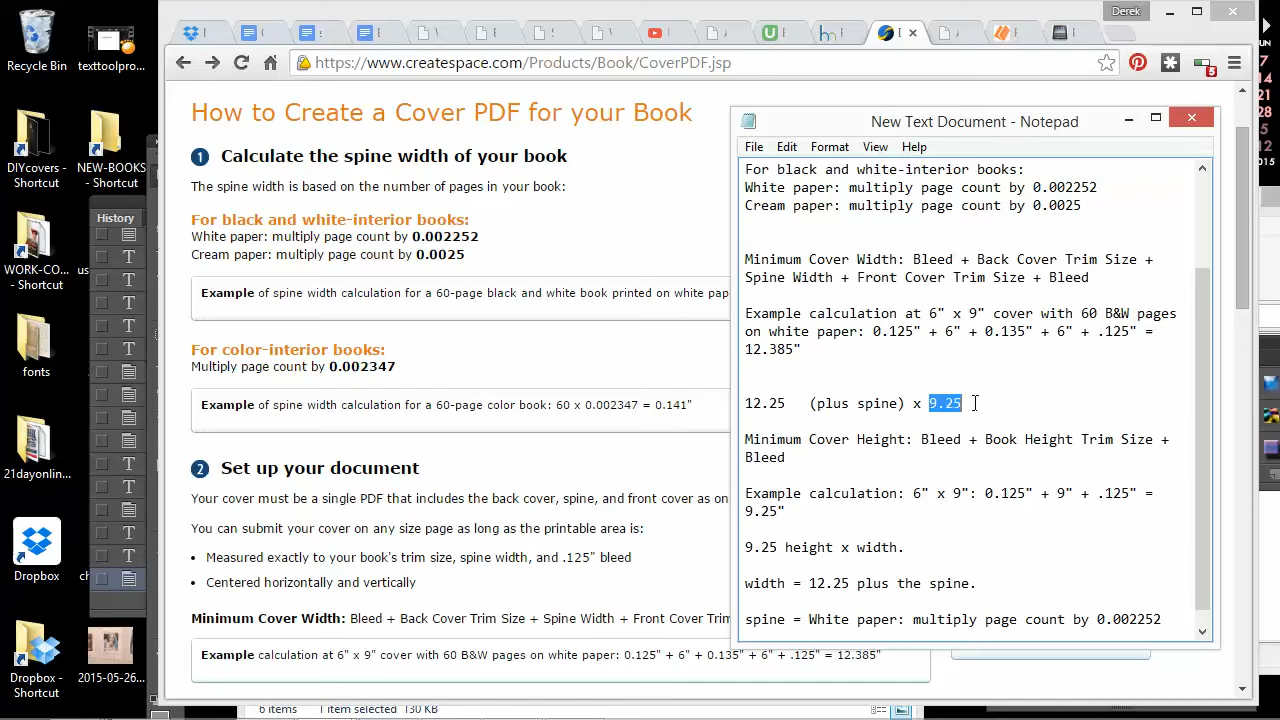 Derek
https://www.createspace.com/Products/Book/CoverPDF.jsp
5
Recycle Bin
texttoolpro...
DIYcovers - Shortcut
NEW-BOOKS - Shortcut
WORK-CO... - Shortcut
us
fonts
21dayonlin...
Dropbox
ch
Dropbox - Shortcut
2015-05-26...
History
T
T
T
T
T
T
T
T
T
How to Create a Cover PDF for your Book
1 Calculate the spine width of your book
The spine width is based on the number of pages in your book:
For black and white-interior books:
White paper: multiply page count by 0.002252
Cream paper: multiply page count by 0.0025
Example of spine width calculation for a 60-page black and white book printed on white pap
For color-interior books:
Multiply page count by 0.002347
Example of spine width calculation for a 60-page color book: 60 x 0.002347 = 0.141"
2 Set up your document
Your cover must be a single PDF that includes the back cover, spine, and front cover as on
You can submit your cover on any size page as long as the printable area is:
• Measured exactly to your book's trim size, spine width, and .125" bleed
• Centered horizontally and vertically
Minimum Cover Width: Bleed + Back Cover Trim Size + Spine Width + Front Cover Trim
Example calculation at 6" x 9" cover with 60 B&W pages on white paper: 0.125" + 6" + 0.135" + 6" + .125" = 12.385"
6 items 1 item selected 130 KB
New Text Document - Notepad
File Edit Format View Help
For black and white-interior books:
White paper: multiply page count by 0.002252
Cream paper: multiply page count by 0.0025
Minimum Cover Width: Bleed + Back Cover Trim Size +
Spine Width + Front Cover Trim Size + Bleed
Example calculation at 6" x 9" cover with 60 B&W pages
on white paper: 0.125" + 6" + 0.135" + 6" + .125" =
12.385"
12.25 (plus spine) x 9.25
Minimum Cover Height: Bleed + Book Height Trim Size +
Bleed
Example calculation: 6" x 9": 0.125" + 9" + .125" =
9.25"
9.25 height x width.
width = 12.25 plus the spine.
spine = White paper: multiply page count by 0.002252
UN
7
14
21
28
5
12
2015